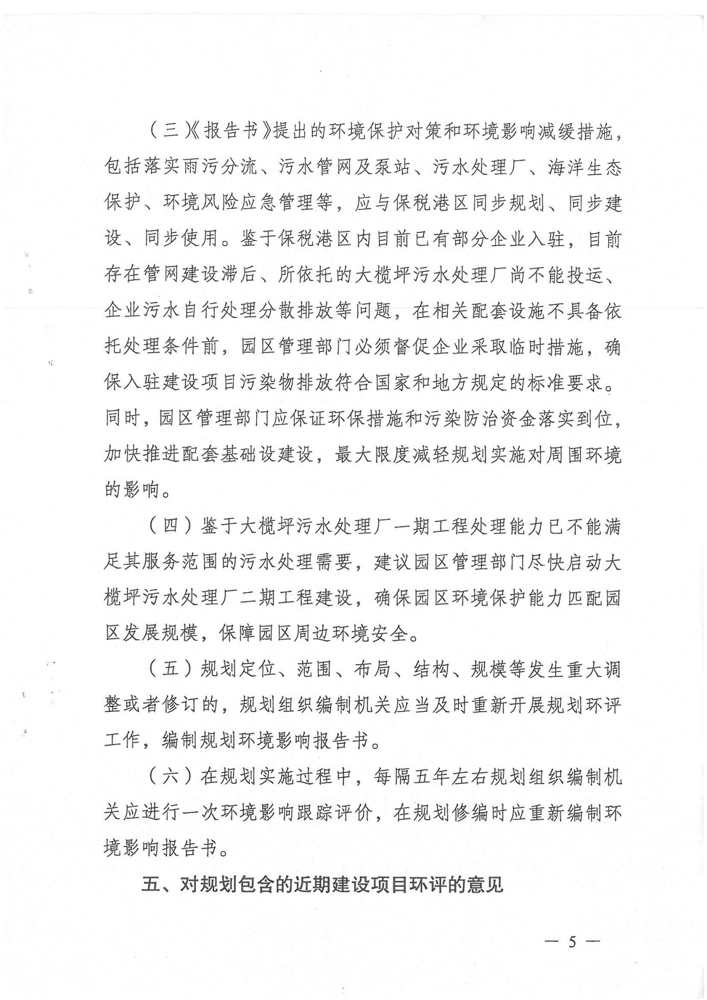 （三）《报告书》提出的环境保护对策和环境影响减缓措施，
包括落实雨污分流、污水管网及泵站、污水处理厂、海洋生态
保护、环境风险应急管理等，应与保税港区同步规划、同步建
设、同步使用。鉴于保税港区内目前已有部分企业入驻，目前
存在管网建设滞后、所依托的大榄坪污水处理厂尚不能投运、
企业污水自行处理分散排放等问题，在相关配套设施不具备依
托处理条件前，园区管理部门必须督促企业采取临时措施，确
保入驻建设项目污染物排放符合国家和地方规定的标准要求。
同时，园区管理部门应保证环保措施和污染防治资金落实到位，
加快推进配套基础设建设，最大限度减轻规划实施对周围环境
的影响。
（四）鉴于大榄坪污水处理厂一期工程处理能力已不能满
足其服务范围的污水处理需要，建议园区管理部门尽快启动大
榄坪污水处理厂二期工程建设，确保园区环境保护能力匹配园
区发展规模，保障园区周边环境安全。
（五）规划定位、范围、布局、结构、规模等发生重大调
整或者修订的，规划组织编制机关应当及时重新开展规划环评
工作，编制规划环境影响报告书。
（六）在规划实施过程中，每隔五年左右规划组织编制机
关应进行一次环境影响跟踪评价，在规划修编时应重新编制环
境影响报告书。
五、对规划包含的近期建设项目环评的意见
— 5 —